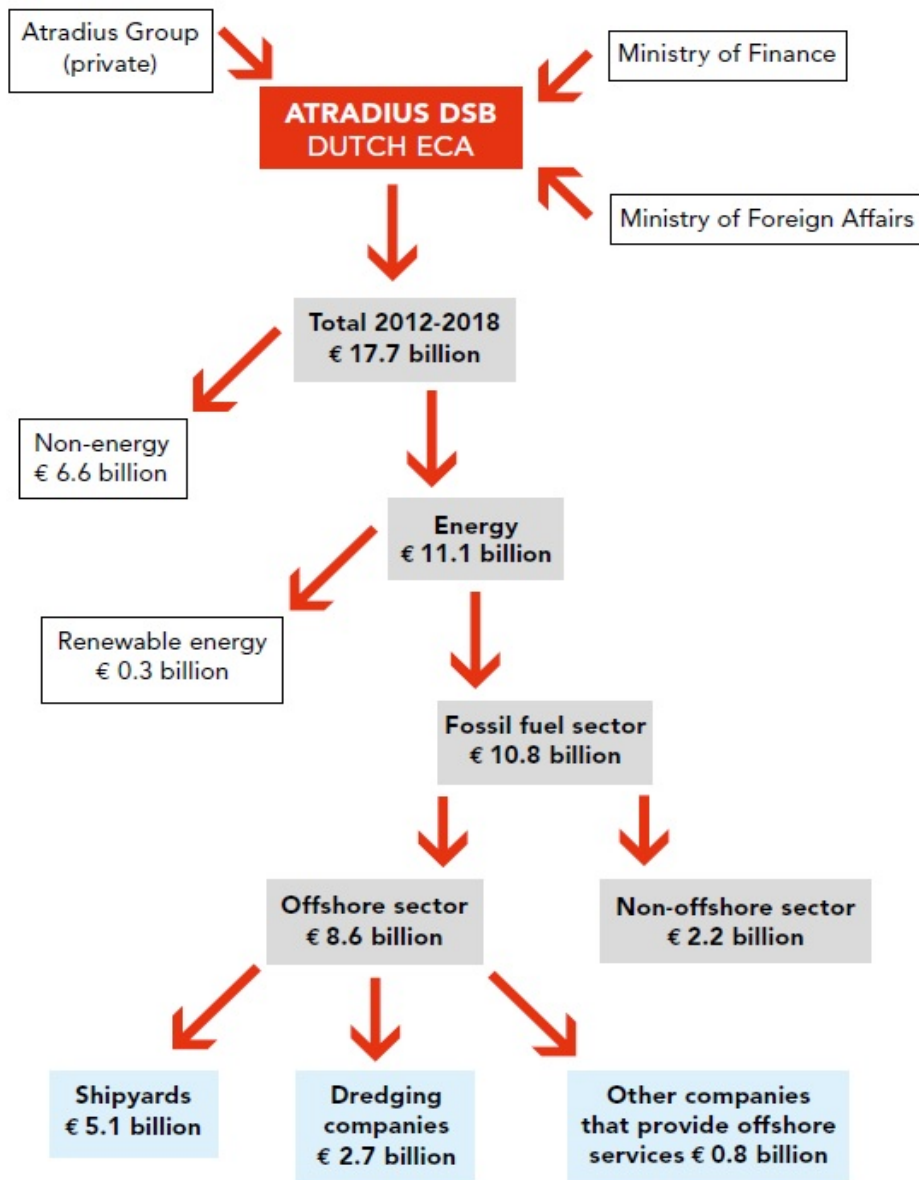 Atradius Group
(private)
Ministry of Finance
ATRADIUS DSB
DUTCH ECA
Ministry of Foreign Affairs
Total 2012-2018
€ 17.7 billion
Non-energy
€ 6.6 billion
Energy
€ 11.1 billion
Renewable energy
€ 0.3 billion
Fossil fuel sector
€ 10.8 billion
Offshore sector
€ 8.6 billion
Non-offshore sector
€ 2.2 billion
Shipyards
€ 5.1 billion
Dredging
companies
€ 2.7 billion
Other companies
that provide offshore
services € 0.8 billion